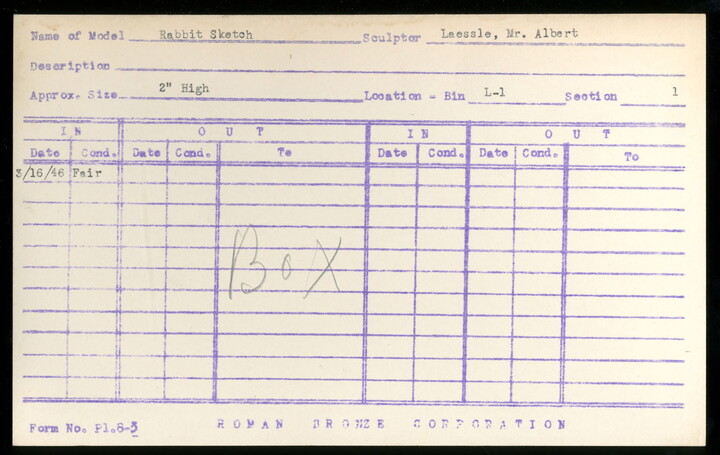 Name of Model Rabbit Sketch Sculptor Laessle, Mr. Albert
Description
Approx. Size 2" High Location - Bin L-1 Section 1
IN OUT IN OUT
Date Cond. Date Cond. To Date Cond. Date Cond. To
3/16/46 Fair
Box
Form No. Pl.8-3 ROMAN BRONZE CORPORATION